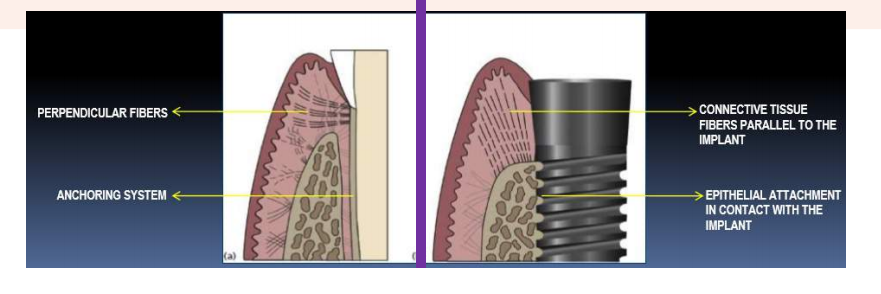 PERPENDICULAR FIBERS
ANCHORING SYSTEM
(a)
CONNECTIVE TISSUE
FIBERS PARALLEL TO THE
IMPLANT
EPITHELIAL ATTACHMENT
IN CONTACT WITH THE
IMPLANT